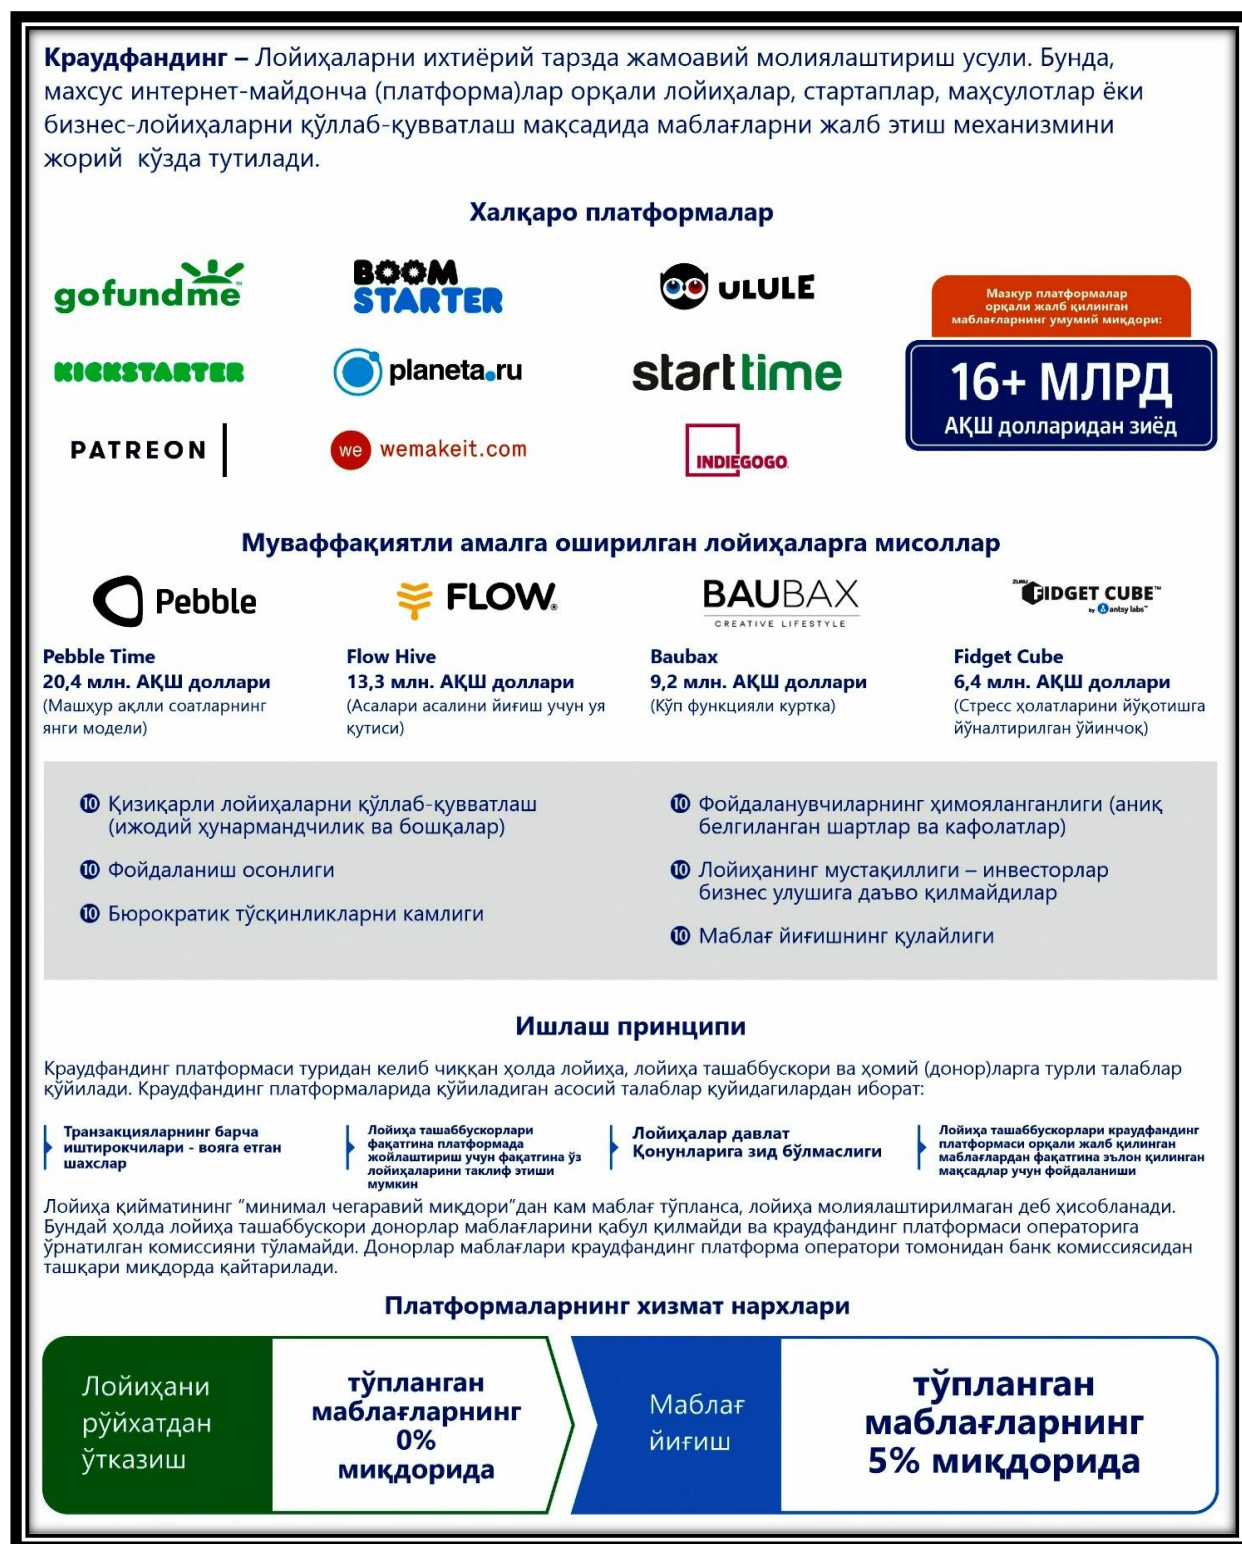 Краудфандинг – Лойиҳаларни ихтиёрий тарзда жамоавий молиялаштириш усули. Бунда,
махсус интернет-майдонча (платформа)лар орқали лойиҳалар, стартаплар, маҳсулотлар ёки
бизнес-лойиҳаларни қўллаб-қувватлаш мақсадида маблағларни жалб этиш механизмини
жорий кўзда тутилади.
Халқаро платформалар
gofundme™
BOOM
STARTER
ULULE
KICKSTARTER
planeta.ru
starttime
PATREON
we wemakeit.com
INDIEGOGO
Мазкур платформалар
орқали жалб қилинган
маблағларнинг умумий миқдори:
16+ МЛРД
АҚШ долларидан зиёд
Муваффақиятли амалга оширилган лойиҳаларга мисоллар
Pebble
FLOW®
BAUBAX
CREATIVE LIFESTYLE
ZURU
FIDGET CUBE™
by antsy labs™
Pebble Time
20,4 млн. АҚШ доллари
(Машҳур ақлли соатларнинг
янги модели)
Flow Hive
13,3 млн. АҚШ доллари
(Асалари асалини йиғиш учун уя
қутиси)
Baubax
9,2 млн. АҚШ доллари
(Кўп функцияли куртка)
Fidget Cube
6,4 млн. АҚШ доллари
(Стресс ҳолатларини йўқотишга
йўналтирилган ўйинчоқ)
❿ Қизиқарли лойиҳаларни қўллаб-қувватлаш
(ижодий ҳунармандчилик ва бошқалар)
❿ Фойдаланиш осонлиги
❿ Бюрократик тўсқинликларни камлиги
❿ Фойдаланувчиларнинг ҳимояланганлиги (аниқ
белгиланган шартлар ва кафолатлар)
❿ Лойиҳанинг мустақиллиги – инвесторлар
бизнес улушига даъво қилмайдилар
❿ Маблағ йиғишнинг қулайлиги
Ишлаш принципи
Краудфандинг платформаси туридан келиб чиққан ҳолда лойиҳа, лойиҳа ташаббускори ва ҳомий (донор)ларга турли талаблар
қўйилади. Краудфандинг платформаларида қўйиладиган асосий талаблар қуйидагилардан иборат:
Транзакцияларнинг барча
иштирокчилари - вояга етган
шахслар
Лойиҳа ташаббускорлари
фақатгина платформада
жойлаштириш учун фақатгина ўз
лойиҳаларини таклиф этиши
мумкин
Лойиҳалар давлат
Қонунларига зид бўлмаслиги
Лойиҳа ташаббускорлари краудфандинг
платформаси орқали жалб қилинган
маблағлардан фақатгина эълон қилинган
мақсадлар учун фойдаланиши
Лойиҳа қийматининг “минимал чегаравий миқдори”дан кам маблағ тўпланса, лойиҳа молиялаштирилмаган деб ҳисобланади.
Бундай ҳолда лойиҳа ташаббускори донорлар маблағларини қабул қилмайди ва краудфандинг платформаси операторига
ўрнатилган комиссияни тўламайди. Донорлар маблағлари краудфандинг платформа оператори томонидан банк комиссиясидан
ташқари миқдорда қайтарилади.
Платформаларнинг хизмат нархлари
Лойиҳани
рўйхатдан
ўтказиш
тўпланган
маблағларнинг
0%
миқдорида
Маблағ
йиғиш
тўпланган
маблағларнинг
5% миқдорида